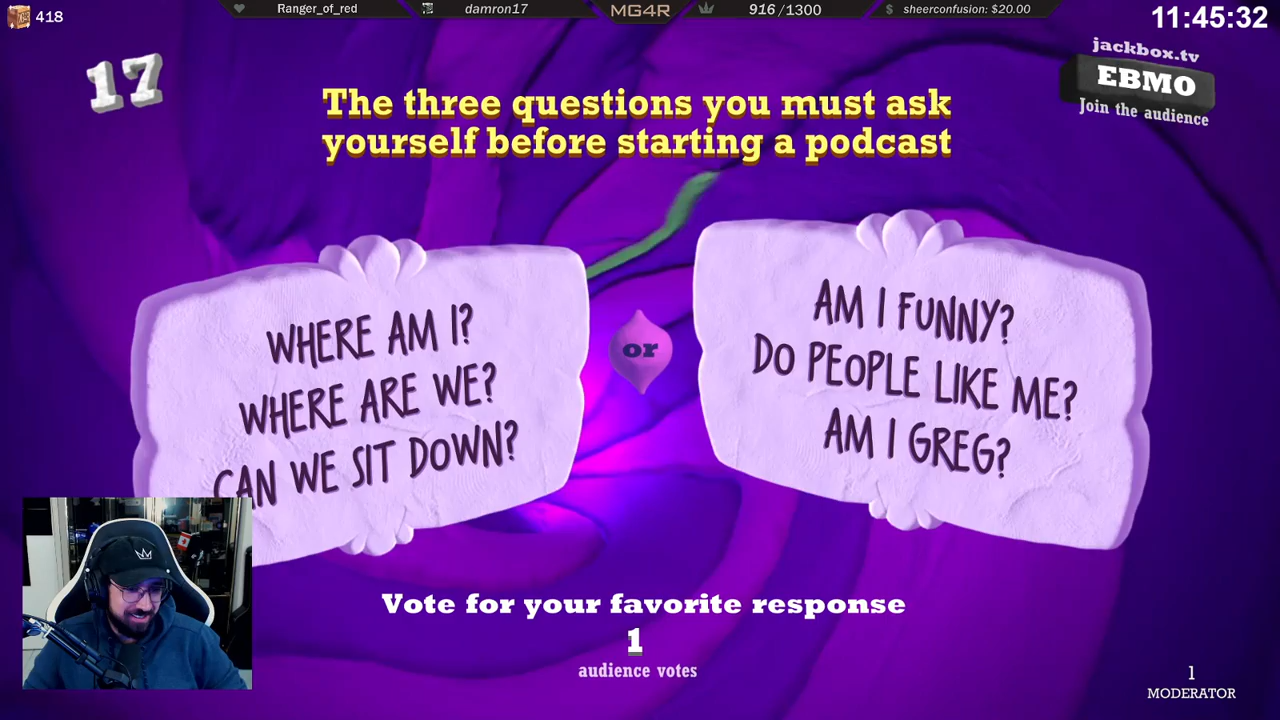 418
Ranger_of_red
damron17
MG4R
916 /1300
$ sheerconfusion: $20.00
11:45:32
17
jackbox.tv
EBMO
Join the audience
The three questions you must ask
yourself before starting a podcast
WHERE AM I?
WHERE ARE WE?
CAN WE SIT DOWN?
or
AM I FUNNY?
DO PEOPLE LIKE ME?
AM I GREG?
Vote for your favorite response
1
audience votes
1
MODERATOR